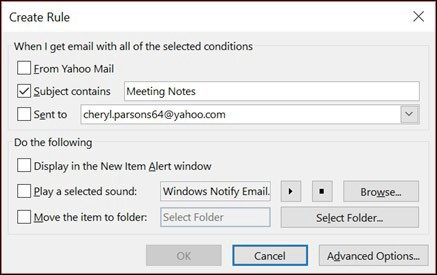 Create Rule
When I get email with all of the selected conditions
From Yahoo Mail
Subject contains Meeting Notes
Sent to cheryl.parsons64@yahoo.com
Do the following
Display in the New Item Alert window
Play a selected sound: Windows Notify Email. Browse...
Move the item to folder: Select Folder Select Folder...
OK Cancel Advanced Options...